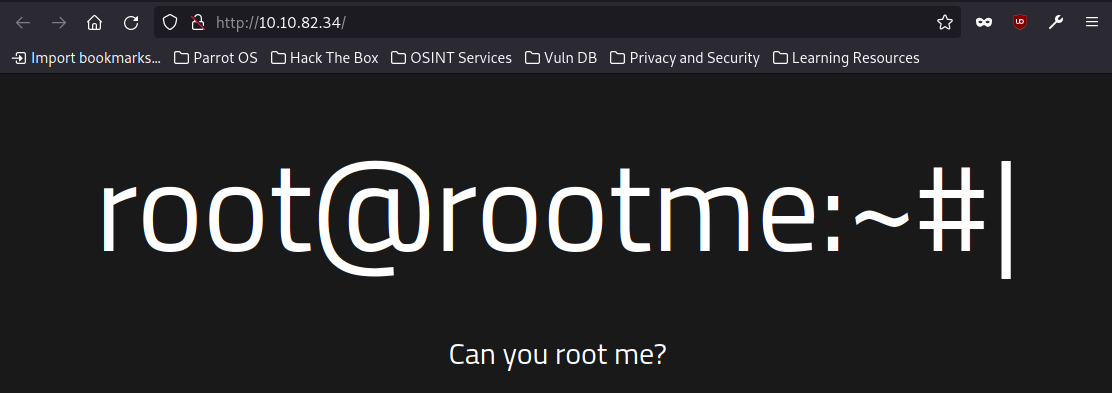 http://10.10.82.34/
Import bookmarks... Parrot OS Hack The Box OSINT Services Vuln DB Privacy and Security Learning Resources
root@rootme:~#|
Can you root me?